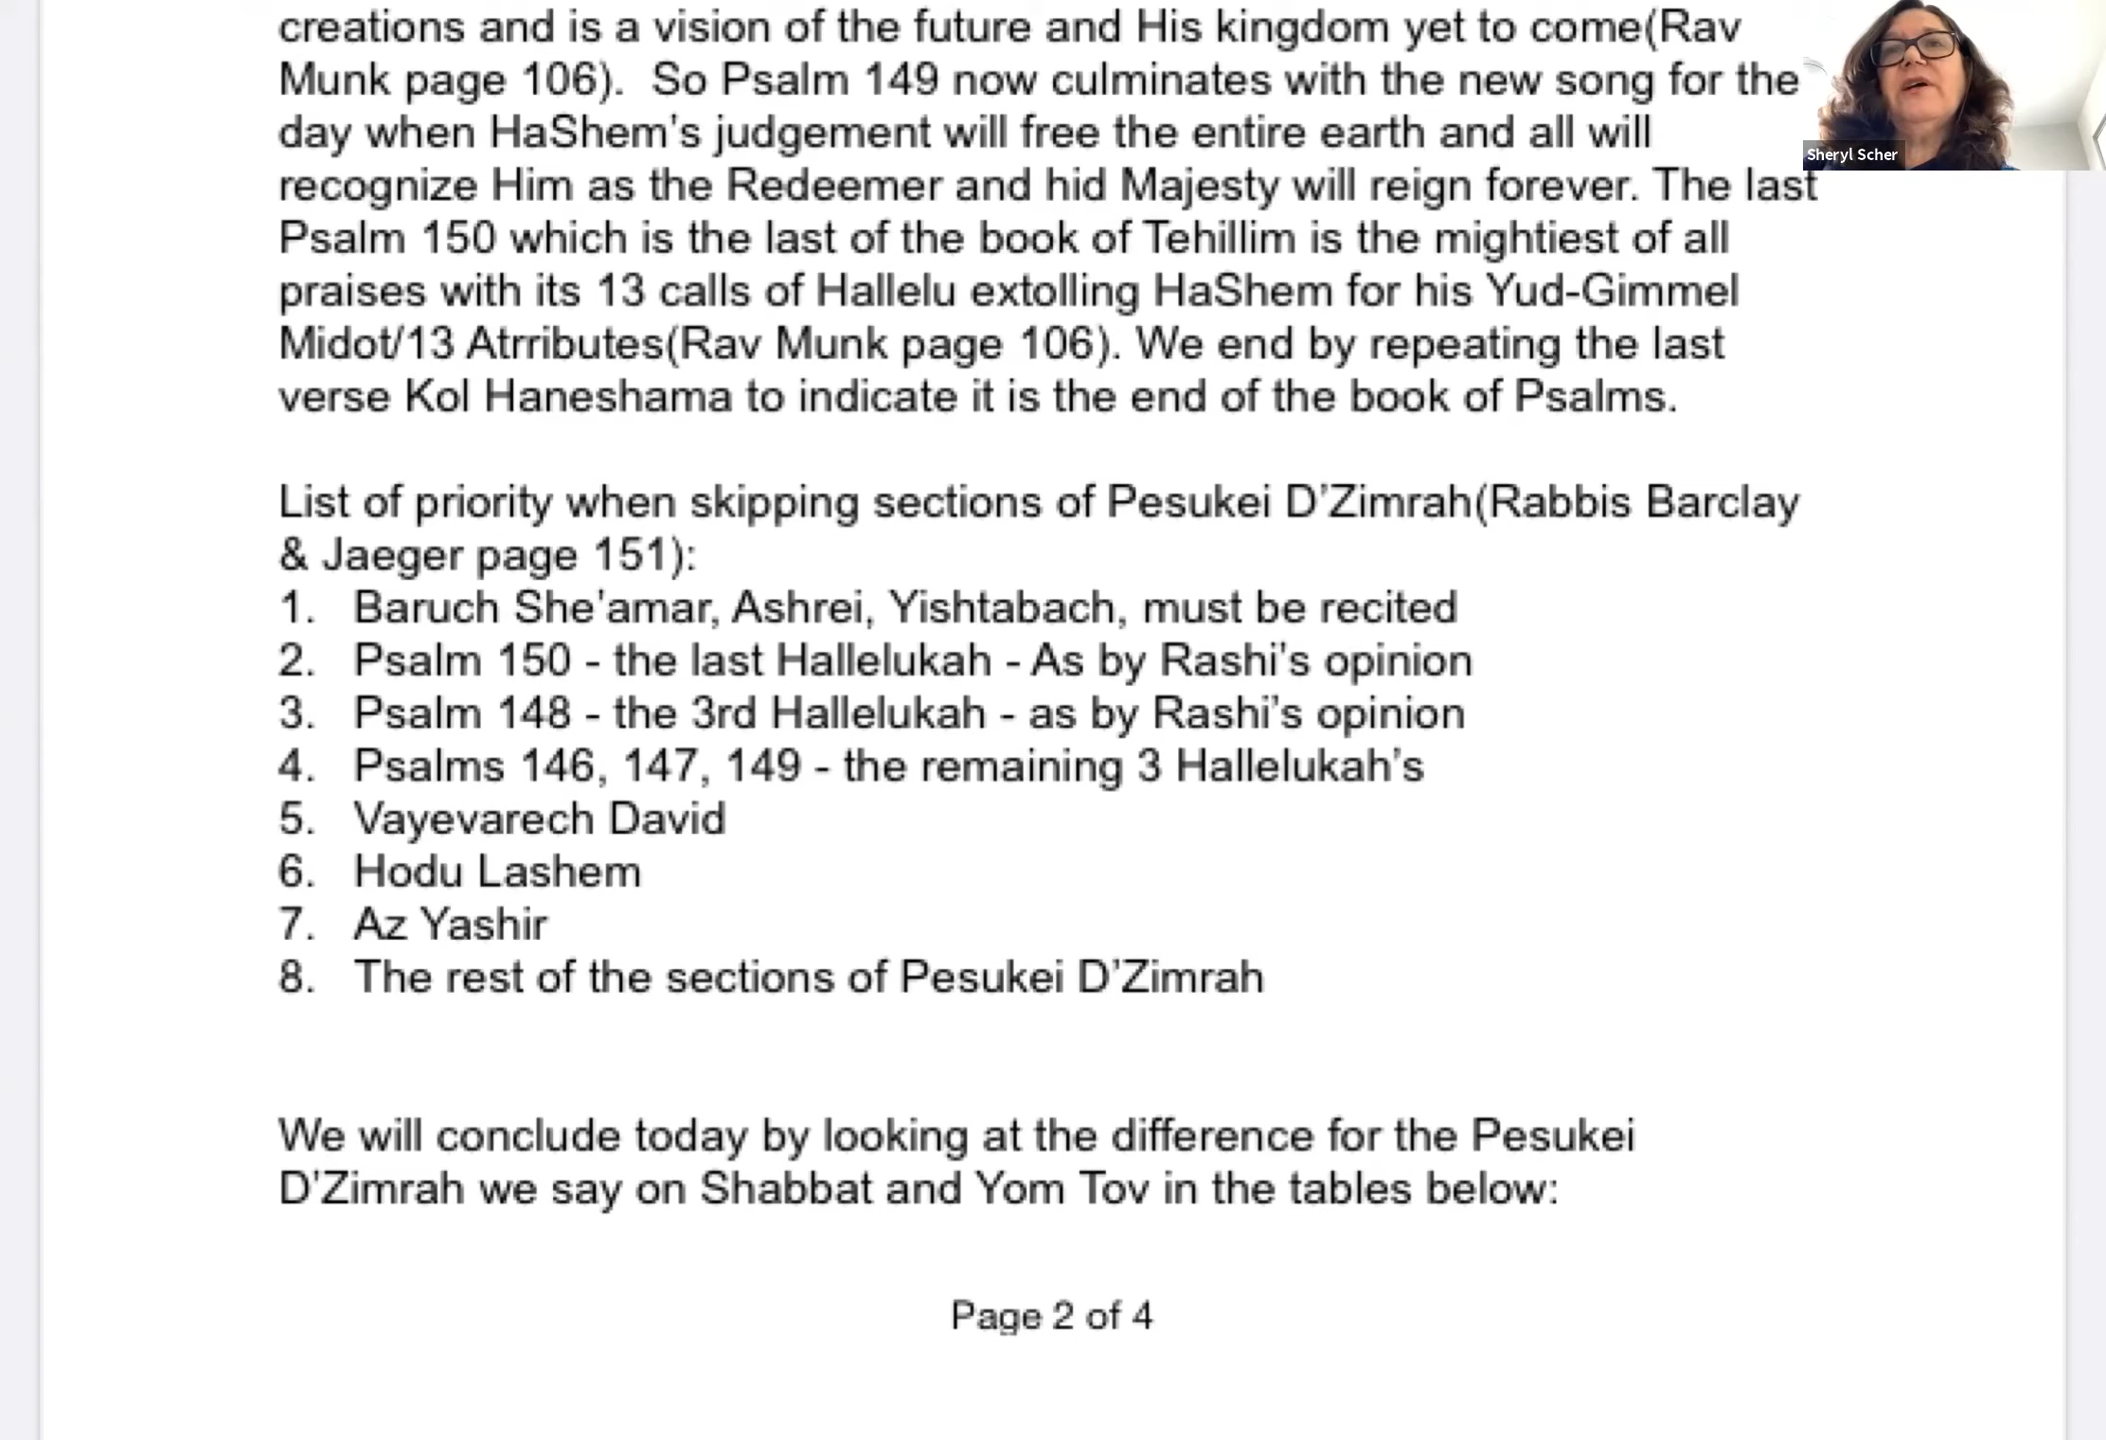 creations and is a vision of the future and His kingdom yet to come(Rav
Munk page 106).  So Psalm 149 now culminates with the new song for the
day when HaShem's judgement will free the entire earth and all will
recognize Him as the Redeemer and hid Majesty will reign forever. The last
Psalm 150 which is the last of the book of Tehillim is the mightiest of all
praises with its 13 calls of Hallelu extolling HaShem for his Yud-Gimmel
Midot/13 Atrributes(Rav Munk page 106). We end by repeating the last
verse Kol Haneshama to indicate it is the end of the book of Psalms.
List of priority when skipping sections of Pesukei D'Zimrah(Rabbis Barclay
& Jaeger page 151):
1. Baruch She'amar, Ashrei, Yishtabach, must be recited
2. Psalm 150 - the last Hallelukah - As by Rashi's opinion
3. Psalm 148 - the 3rd Hallelukah - as by Rashi's opinion
4. Psalms 146, 147, 149 - the remaining 3 Hallelukah's
5. Vayevarech David
6. Hodu Lashem
7. Az Yashir
8. The rest of the sections of Pesukei D'Zimrah
We will conclude today by looking at the difference for the Pesukei
D'Zimrah we say on Shabbat and Yom Tov in the tables below:
Page 2 of 4
Sheryl Scher